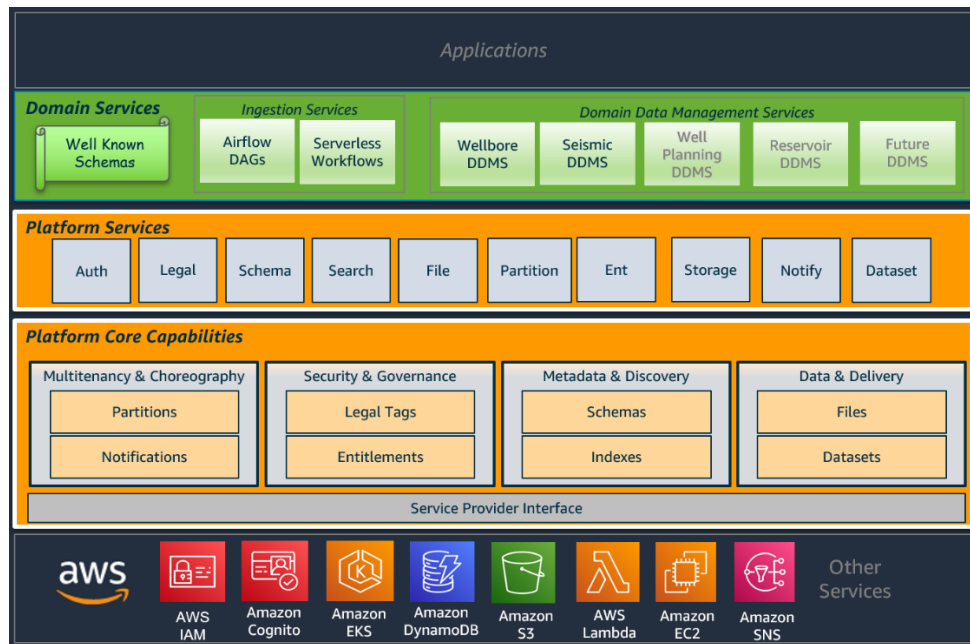 Applications
Domain Services
Well Known
Schemas
Ingestion Services
Airflow
DAGs
Serverless
Workflows
Domain Data Management Services
Wellbore
DDMS
Seismic
DDMS
Well
Planning
DDMS
Reservoir
DDMS
Future
DDMS
Platform Services
Auth
Legal
Schema
Search
File
Partition
Ent
Storage
Notify
Dataset
Platform Core Capabilities
Multitenancy & Choreography
Partitions
Notifications
Security & Governance
Legal Tags
Entitlements
Metadata & Discovery
Schemas
Indexes
Data & Delivery
Files
Datasets
Service Provider Interface
aws
AWS
IAM
Amazon
Cognito
Amazon
EKS
Amazon
DynamoDB
Amazon
S3
AWS
Lambda
Amazon
EC2
Amazon
SNS
Other
Services